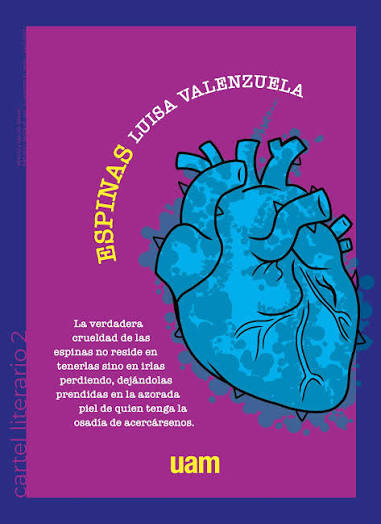 ESPINAS LUISA VALENZUELA
La verdadera
crueldad de las
espinas no reside en
tenerlas sino en irlas
perdiendo, dejándolas
prendidas en la azorada
piel de quien tenga la
osadía de acercársenos.
uam
cartel literario 2